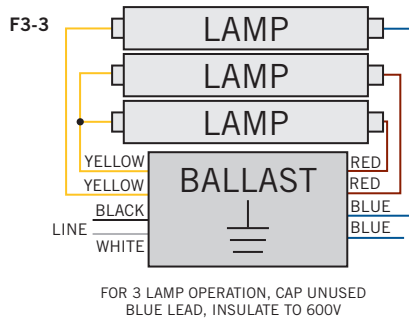 F3-3
LAMP
LAMP
LAMP
YELLOW
YELLOW
BLACK
LINE
WHITE
BALLAST
RED
RED
BLUE
BLUE
FOR 3 LAMP OPERATION, CAP UNUSED
BLUE LEAD, INSULATE TO 600V